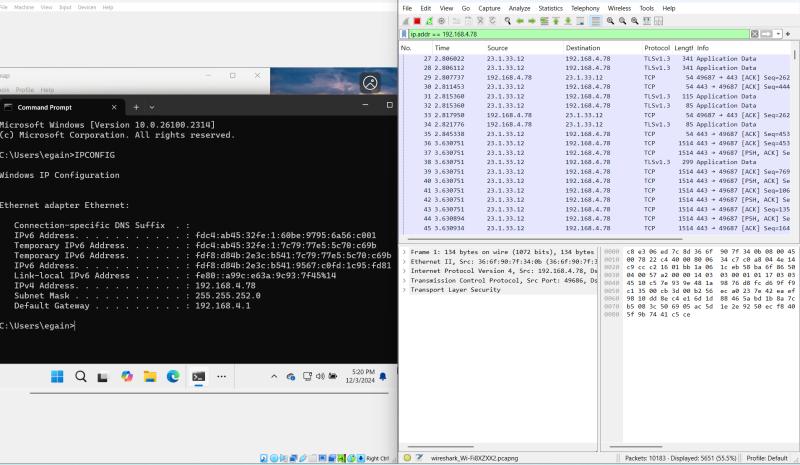 File Machine View Input Devices Help
File Edit View Go Capture Analyze Statistics Telephony Wireless Tools Help
ip.addr == 192.168.4.78
No. Time Source Destination Protocol Lengtl Info
27 2.806022 23.1.33.12 192.168.4.78 TLSv1.3 341 Application Data
28 2.806112 23.1.33.12 192.168.4.78 TLSv1.3 341 Application Data
29 2.807737 192.168.4.78 23.1.33.12 TCP 54 49687 → 443 [ACK] Seq=262
30 2.811453 23.1.33.12 192.168.4.78 TCP 54 443 → 49687 [ACK] Seq=444
31 2.815360 23.1.33.12 192.168.4.78 TLSv1.3 115 Application Data
32 2.815360 23.1.33.12 192.168.4.78 TLSv1.3 85 Application Data
33 2.817950 192.168.4.78 23.1.33.12 TCP 54 49687 → 443 [ACK] Seq=262
34 2.821776 192.168.4.78 23.1.33.12 TLSv1.3 85 Application Data
35 2.845338 23.1.33.12 192.168.4.78 TCP 54 443 → 49687 [ACK] Seq=453
36 3.630751 23.1.33.12 192.168.4.78 TCP 1514 443 → 49687 [ACK] Seq=453
37 3.630751 23.1.33.12 192.168.4.78 TCP 1514 443 → 49687 [PSH, ACK] Se
38 3.630751 23.1.33.12 192.168.4.78 TLSv1.3 299 Application Data
39 3.630751 23.1.33.12 192.168.4.78 TCP 1514 443 → 49687 [ACK] Seq=769
40 3.630751 23.1.33.12 192.168.4.78 TCP 1514 443 → 49687 [PSH, ACK] Se
41 3.630751 23.1.33.12 192.168.4.78 TCP 1514 443 → 49687 [ACK] Seq=106
42 3.630751 23.1.33.12 192.168.4.78 TCP 1514 443 → 49687 [PSH, ACK] Se
43 3.630751 23.1.33.12 192.168.4.78 TCP 1514 443 → 49687 [ACK] Seq=135
44 3.630894 23.1.33.12 192.168.4.78 TCP 1514 443 → 49687 [PSH, ACK] Se
45 3.630934 23.1.33.12 192.168.4.78 TCP 1514 443 → 49687 [ACK] Seq=164
Profile Help
Command Prompt
Microsoft Windows [Version 10.0.26100.2314]
(c) Microsoft Corporation. All rights reserved.
C:\Users\egain>IPCONFIG
Windows IP Configuration
Ethernet adapter Ethernet:
Connection-specific DNS Suffix . :
IPv6 Address. . . . . . . . . . . : fdc4:ab45:32fe:1:60be:9795:6a56:c001
Temporary IPv6 Address. . . . . . : fdc4:ab45:32fe:1:7c79:77e5:5c70:c69b
Temporary IPv6 Address. . . . . . : fdf8:d84b:2e3c:b541:7c79:77e5:5c70:c69b
IPv6 Address. . . . . . . . . . . : fdf8:d84b:2e3c:b541:9567:c0fd:1c95:fd81
Link-local IPv6 Address . . . . . : fe80::a99c:e63a:9c93:7f45%14
IPv4 Address. . . . . . . . . . . : 192.168.4.78
Subnet Mask . . . . . . . . . . . : 255.255.252.0
Default Gateway . . . . . . . . . : 192.168.4.1
C:\Users\egain>
5:20 PM
12/3/2024
Right Ctrl
Frame 1: 134 bytes on wire (1072 bits), 134 bytes
Ethernet II, Src: 36:6f:90:7f:34:0b (36:6f:90:7f:3
Internet Protocol Version 4, Src: 192.168.4.78, Ds
Transmission Control Protocol, Src Port: 49686, Ds
Transport Layer Security
0000 c8 e3 06 ed 7c 8d 36 6f 90 7f 34 0b 08 00 45
0010 00 78 22 c4 40 00 80 06 34 c7 c0 a8 04 4e 14
0020 c9 cc c2 16 01 bb 1a 06 1c eb 58 ba 6f 86 50
0030 04 00 57 a2 00 00 14 03 03 00 01 01 17 03 03
0040 45 10 c5 7e 93 9e 48 1a 98 76 d8 fc d6 9f f9
0050 c1 35 00 cb 3d 00 b2 56 ec a0 23 7e 42 ea ef
0060 98 10 dd 8e c4 e1 6d 1d 88 46 5a bd 1b 8a 7c
0070 b5 08 3c 50 69 05 ac 5d 1e 2e 92 50 ec f8 40
0080 5f 9b 74 41 c5 ce
wireshark_Wi-Fi8XZXX2.pcapng
Packets: 10183 · Displayed: 5651 (55.5%)
Profile: Default